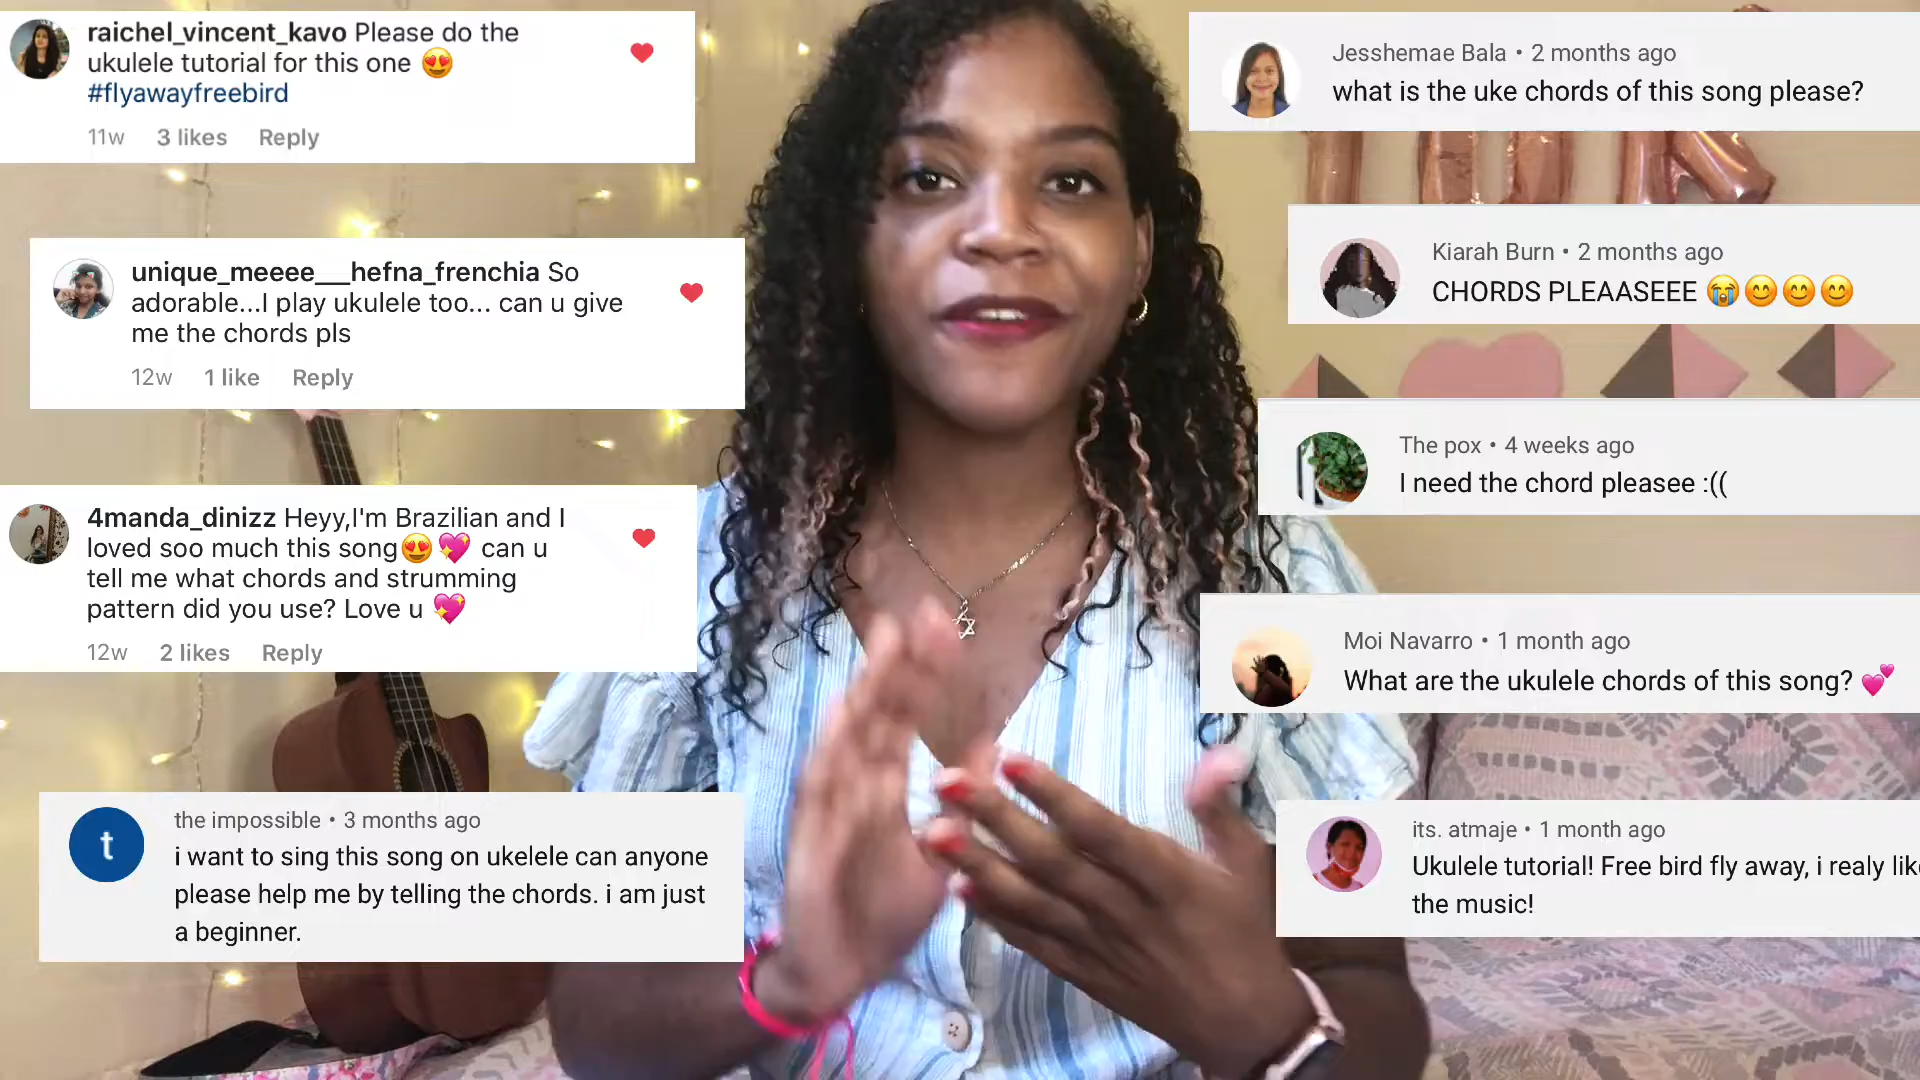 raichel_vincent_kavo Please do the
ukulele tutorial for this one 😍
#flyawayfreebird
11w 3 likes Reply
unique_meeee___hefna_frenchia So
adorable...I play ukulele too... can u give
me the chords pls
12w 1 like Reply
4manda_dinizz Heyy,I'm Brazilian and I
loved soo much this song😍💖 can u
tell me what chords and strumming
pattern did you use? Love u 💖
12w 2 likes Reply
t
the impossible • 3 months ago
i want to sing this song on ukelele can anyone
please help me by telling the chords. i am just
a beginner.
Jesshemae Bala • 2 months ago
what is the uke chords of this song please?
Kiarah Burn • 2 months ago
CHORDS PLEAASEEE 😭😊😊😊
The pox • 4 weeks ago
I need the chord pleasee :((
Moi Navarro • 1 month ago
What are the ukulele chords of this song? 💕
its. atmaje • 1 month ago
Ukulele tutorial! Free bird fly away, i realy lik
the music!